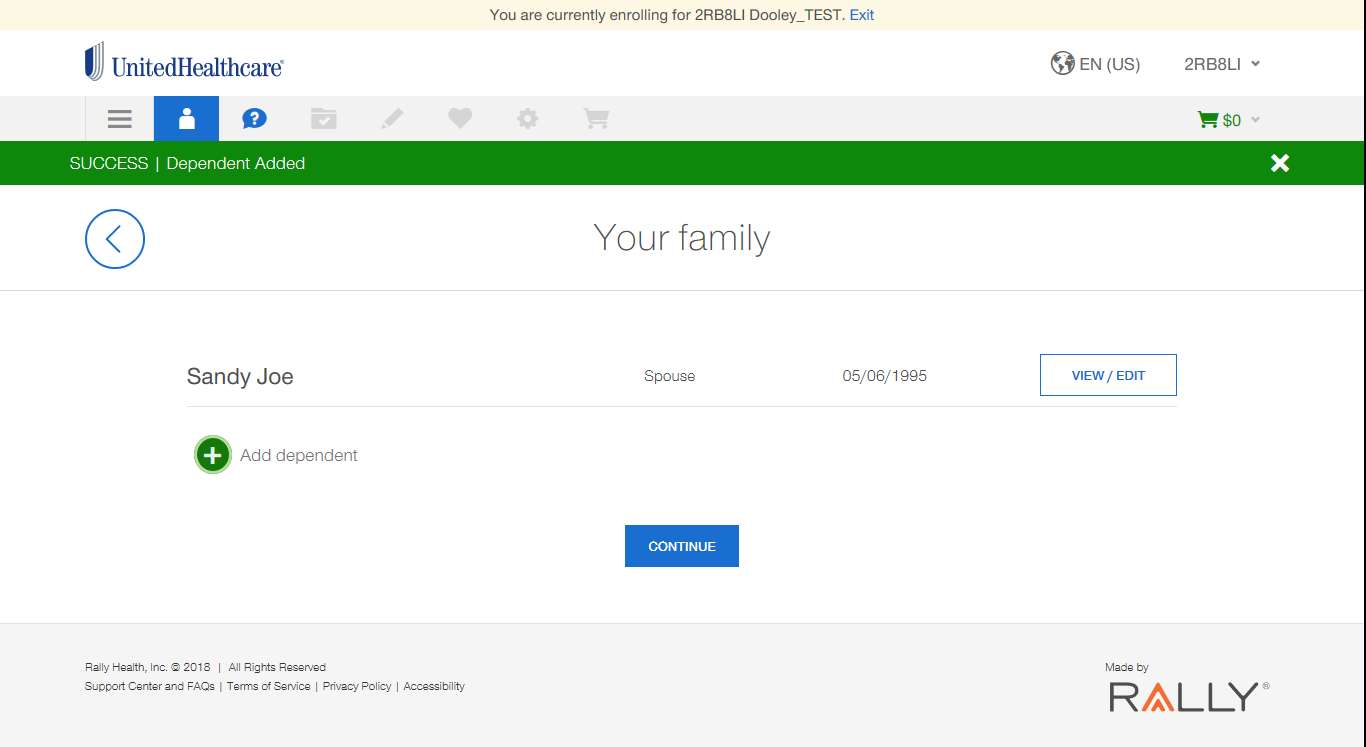 You are currently enrolling for 2RB8LI Dooley_TEST. Exit
UnitedHealthcare®
EN (US)
2RB8LI
$0
SUCCESS | Dependent Added
Your family
Sandy Joe Spouse 05/06/1995 VIEW / EDIT
Add dependent
CONTINUE
Rally Health, Inc. © 2018 | All Rights Reserved
Support Center and FAQs | Terms of Service | Privacy Policy | Accessibility
Made by
RALLY®